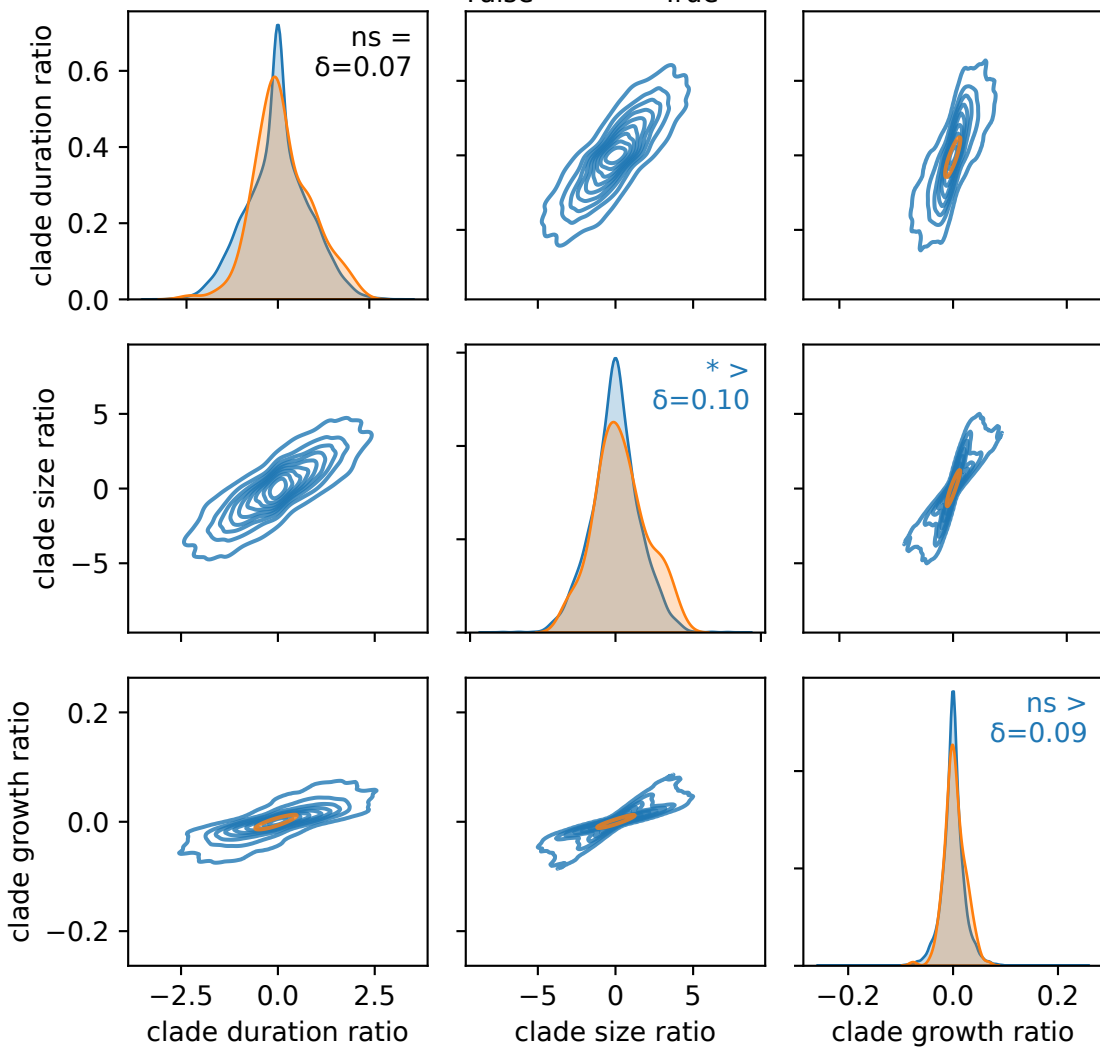 clade duration ratio
0.6
0.4
0.2
0.0
ns =
δ=0.07
clade size ratio
5
0
−5
* >
δ=0.10
clade growth ratio
0.2
0.0
−0.2
ns >
δ=0.09
−2.5 0.0 2.5
−5 0 5
−0.2 0.0 0.2
clade duration ratio
clade size ratio
clade growth ratio